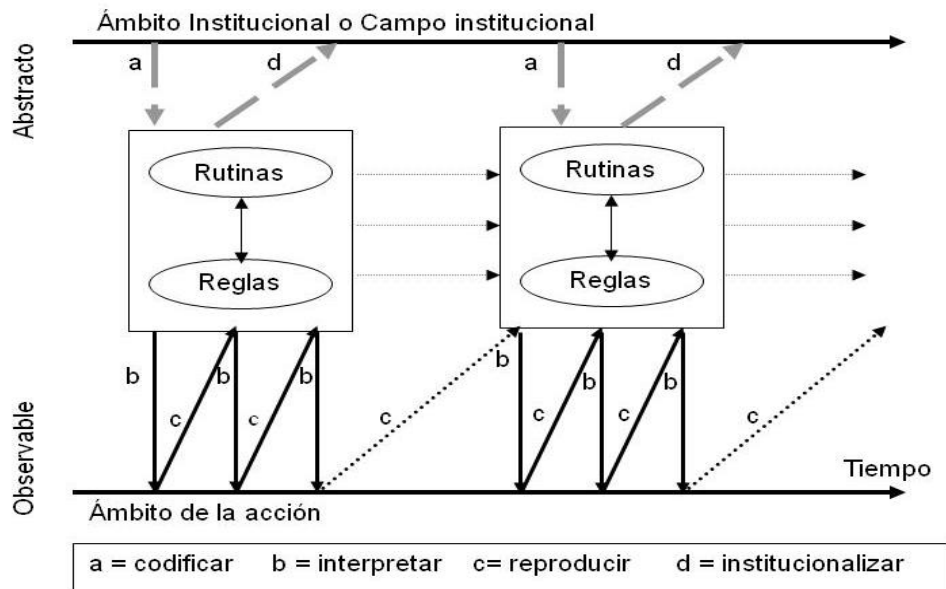 Ámbito Institucional o Campo institucional
Abstracto
a
d
a
d
Rutinas
Rutinas
Reglas
Reglas
b
c
b
c
b
c
b
c
b
c
b
c
Observable
Tiempo
Ámbito de la acción
a = codificar b = interpretar c= reproducir d = institucionalizar